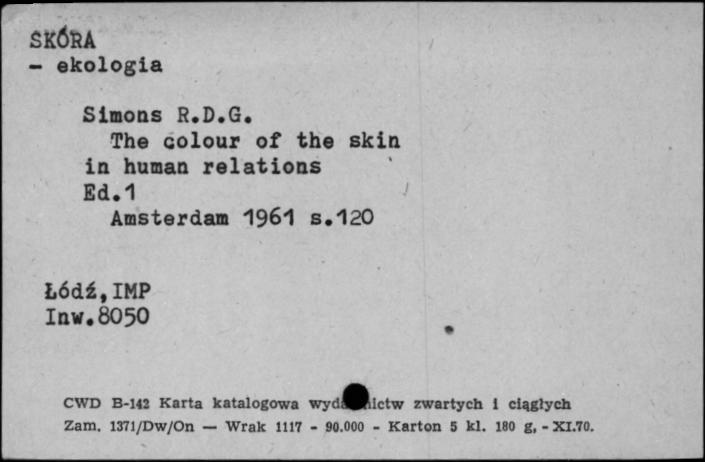 SKÓRA
- ekologia
Simons R.D.G.
The colour of the skin
in human relations
Ed.1
Amsterdam 1961 s.120
Łódź, IMP
Inw.8050
CWD B-142 Karta katalogowa zwartych i ciągłych
Zam. 1371/Dw/On — Wrak 1117 - 90.000 - Karton 5 kl. 180 g, - XI.70.